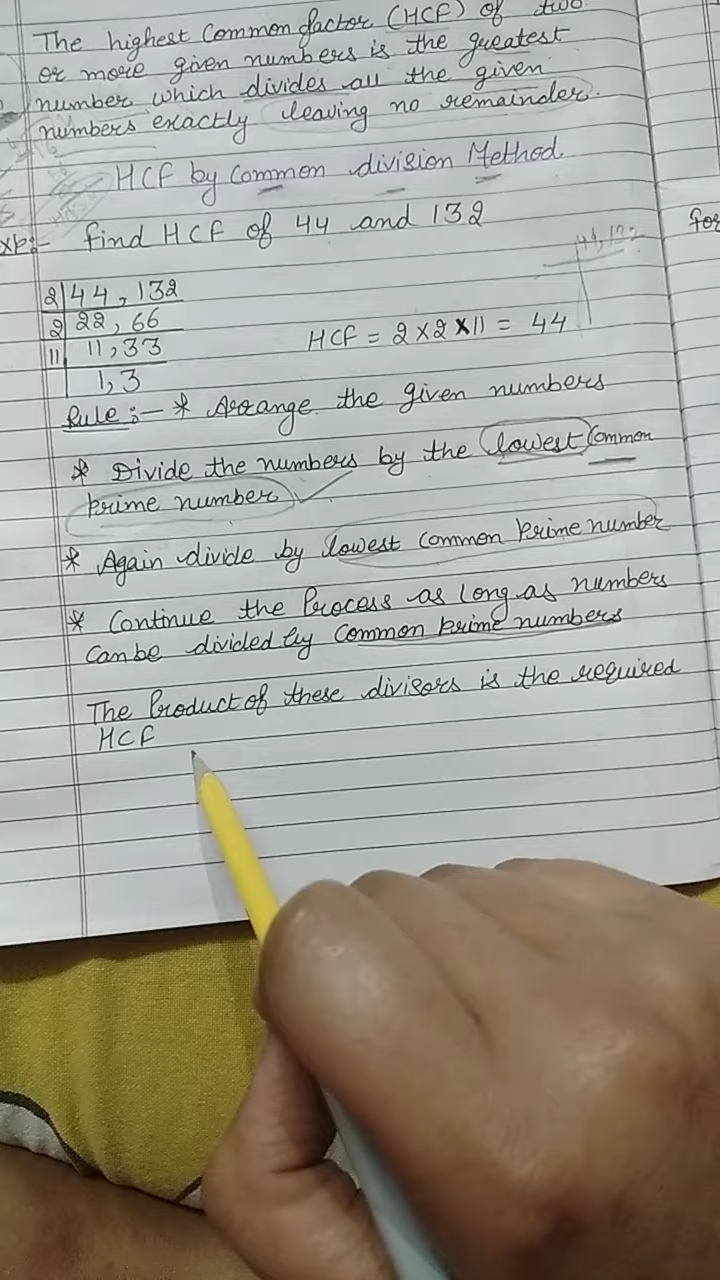 The highest Common factor (HCF) of two
or more given numbers is the greatest
number which divides all the given
numbers exactly leaving no remainder.
HCF by Common division Method
Find HCF of 44 and 132
for
2 44, 132
2 22, 66
11 11, 33
1, 3
HCF = 2 × 2 × 11 = 44
Rule :- * Arrange the given numbers
* Divide the numbers by the lowest Common
Prime number
* Again divide by lowest Common Prime number
* Continue the Process as long as numbers
Can be divided by Common Prime numbers
The Product of these divisors is the required
HCF